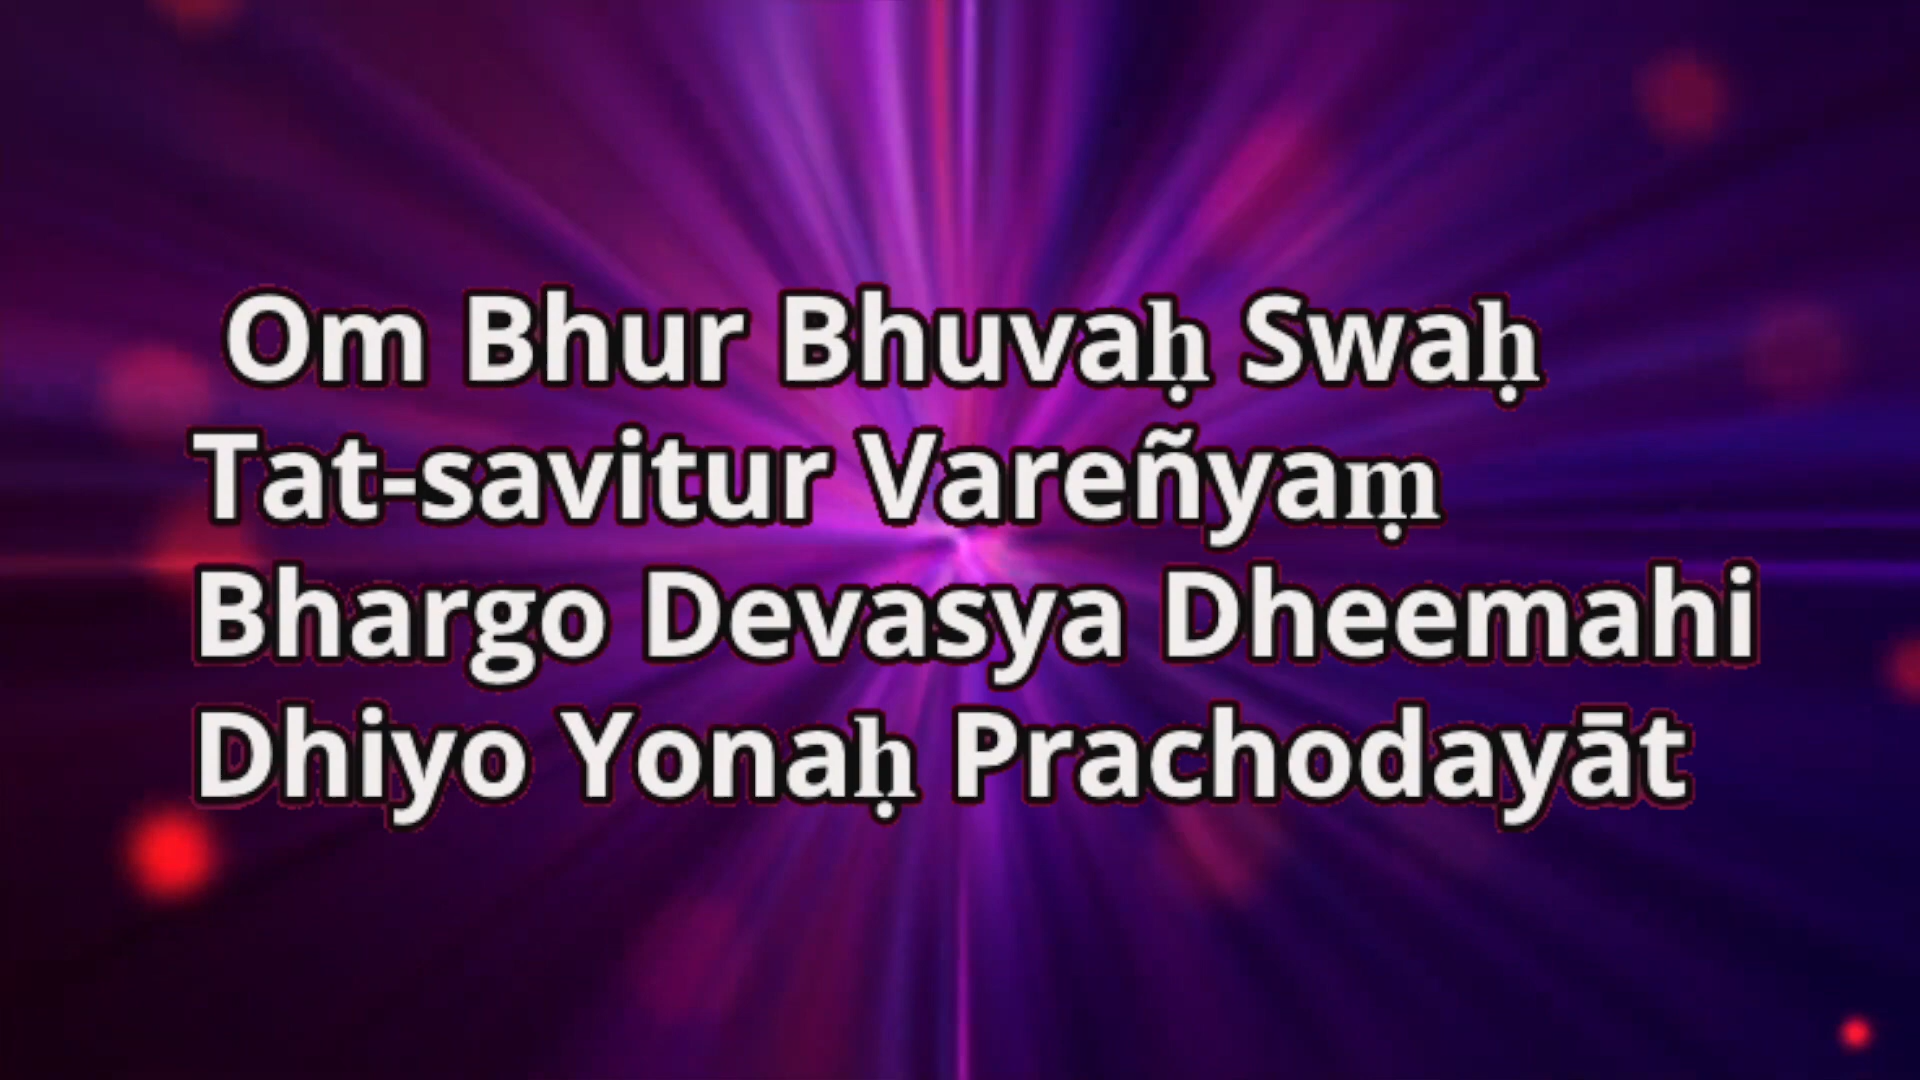 Om Bhur Bhuvaḥ Swaḥ
Tat-savitur Vareñyaṃ
Bhargo Devasya Dheemahi
Dhiyo Yonaḥ Prachodayāt